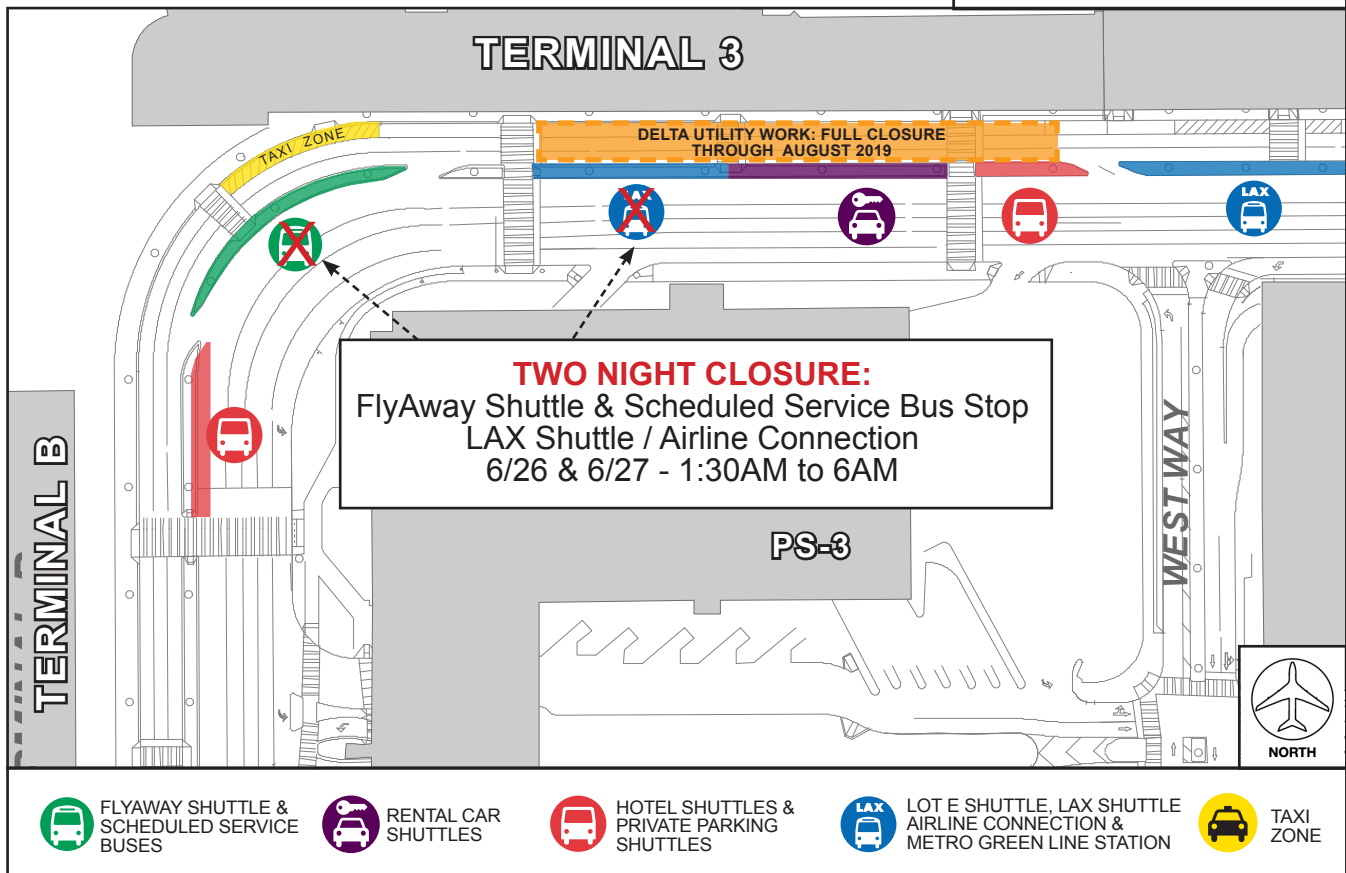 TERMINAL 3
TAXI ZONE
DELTA UTILITY WORK: FULL CLOSURE
THROUGH AUGUST 2019
LAX
LAX
TWO NIGHT CLOSURE:
FlyAway Shuttle & Scheduled Service Bus Stop
LAX Shuttle / Airline Connection
6/26 & 6/27 - 1:30AM to 6AM
TERMINAL B
PS-3
WEST WAY
NORTH
FLYAWAY SHUTTLE &
SCHEDULED SERVICE
BUSES
RENTAL CAR
SHUTTLES
HOTEL SHUTTLES &
PRIVATE PARKING
SHUTTLES
LAX
LOT E SHUTTLE, LAX SHUTTLE
AIRLINE CONNECTION &
METRO GREEN LINE STATION
TAXI
ZONE